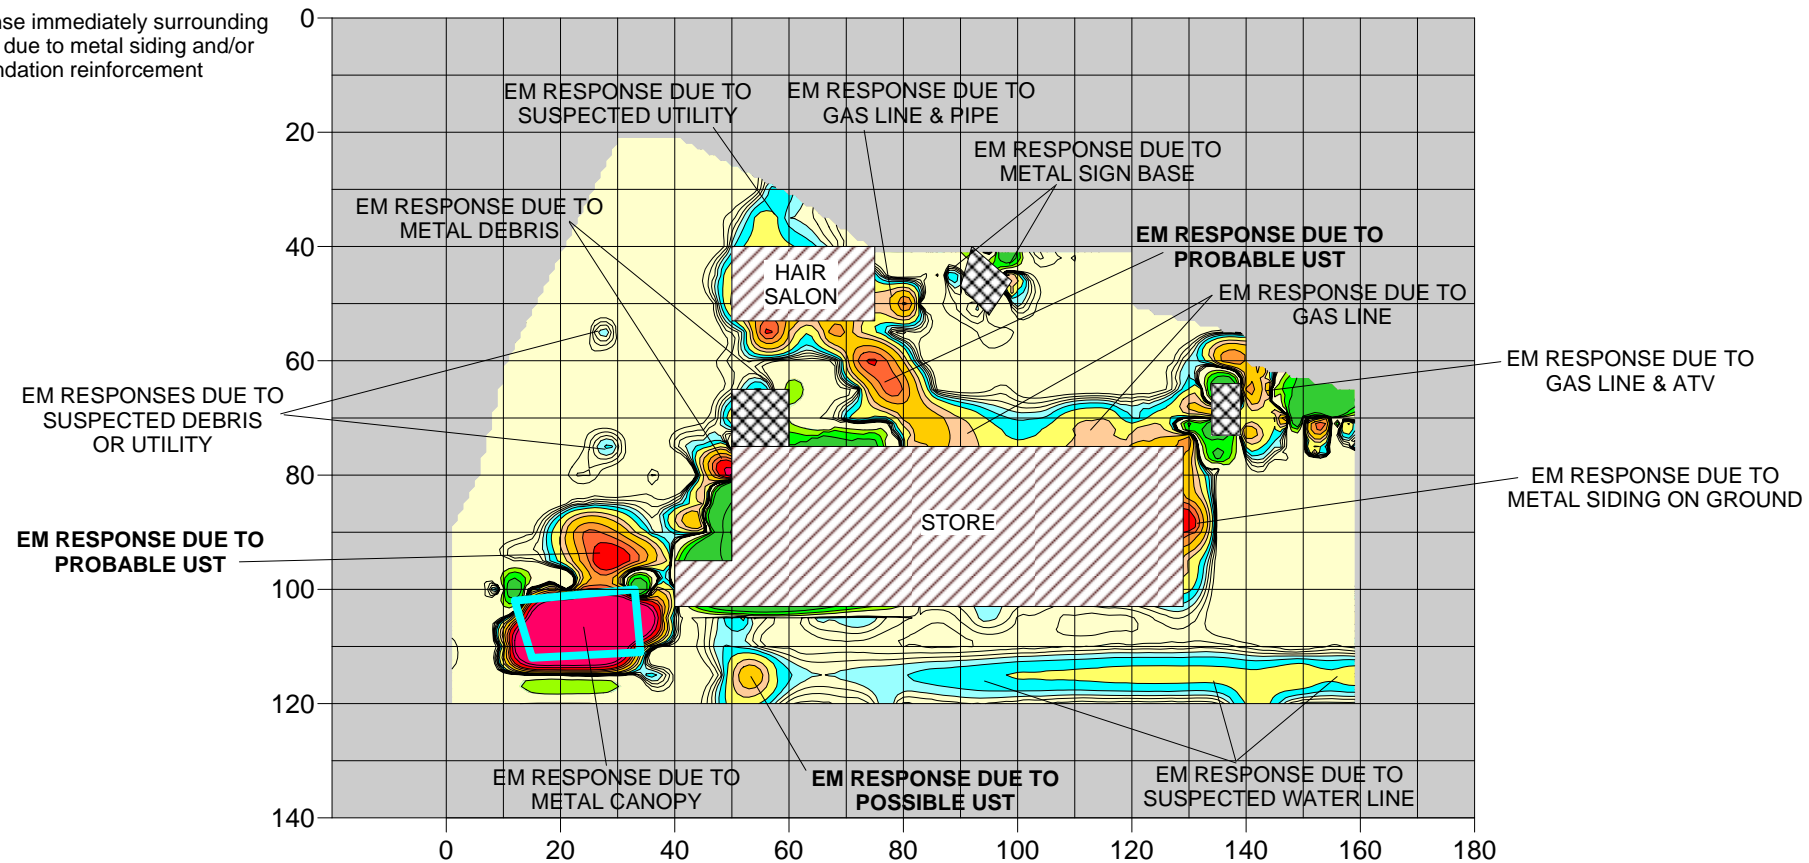 immediately surrounding
due to metal siding and/or
reinforcement
0
20
40
60
80
100
120
140
EM RESPONSE DUE TO
SUSPECTED UTILITY
EM RESPONSE DUE TO
GAS LINE & PIPE
EM RESPONSE DUE TO
METAL SIGN BASE
EM RESPONSE DUE TO
METAL DEBRIS
EM RESPONSE DUE TO
PROBABLE UST
HAIR
SALON
EM RESPONSE DUE TO
GAS LINE
EM RESPONSE DUE TO
GAS LINE & ATV
EM RESPONSES DUE TO
SUSPECTED DEBRIS
OR UTILITY
EM RESPONSE DUE TO
METAL SIDING ON GROUND
STORE
EM RESPONSE DUE TO
PROBABLE UST
EM RESPONSE DUE TO
METAL CANOPY
EM RESPONSE DUE TO
POSSIBLE UST
EM RESPONSE DUE TO
SUSPECTED WATER LINE
0 20 40 60 80 100 120 140 160 180